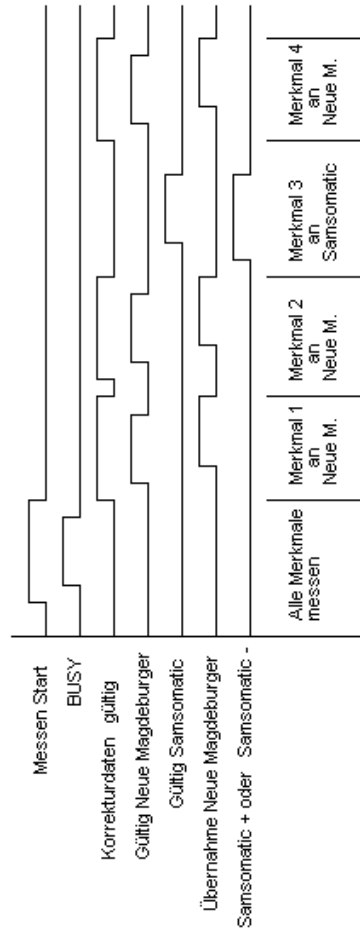 Messen Start
BUSY
Korrekturdaten gültig
Gültig Neue Magdeburger
Gültig Samsomatic
Übernahme Neue Magdeburger
Samsomatic + oder Samsomatic -
Alle Merkmale
messen
Merkmal 1
an
Neue M.
Merkmal 2
an
Neue M.
Merkmal 3
an
Samsomatic
Merkmal 4
an
Neue M.